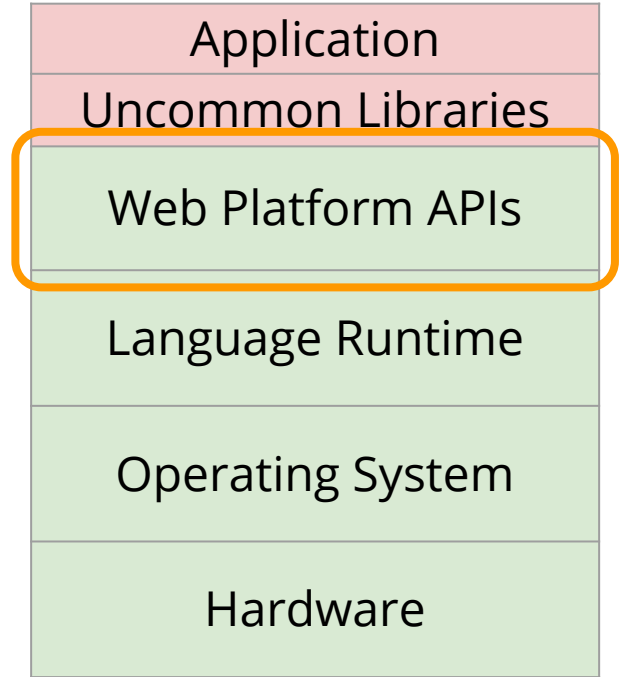 Application
Uncommon Libraries
Web Platform APIs
Language Runtime
Operating System
Hardware